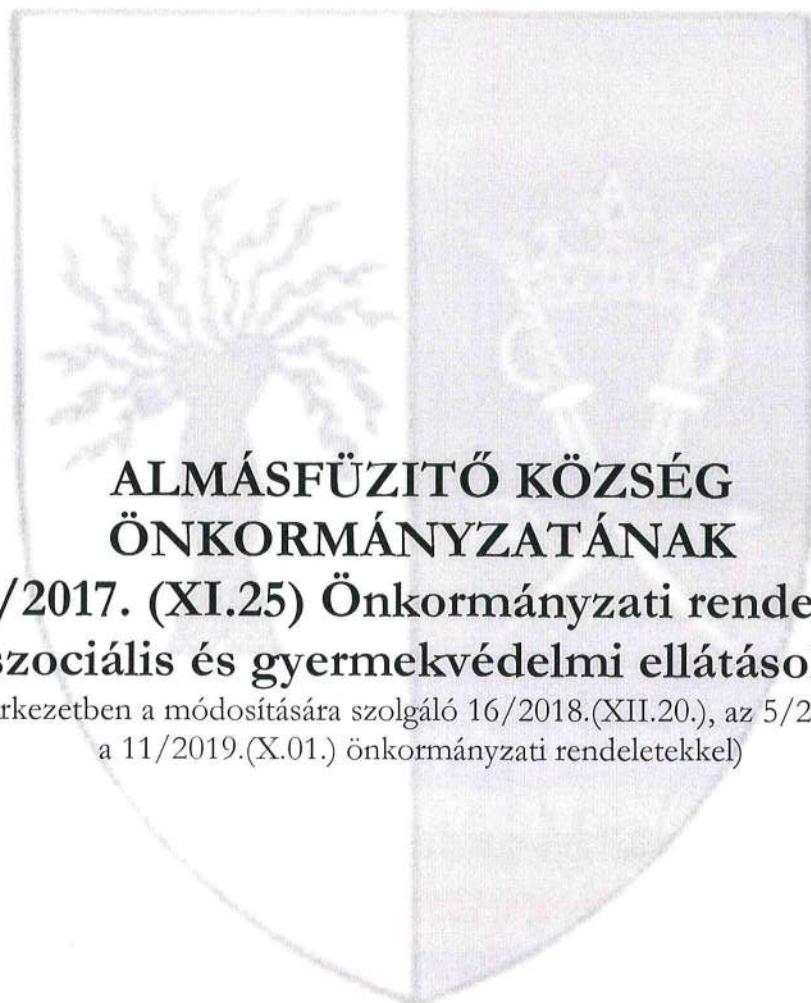 ALMÁSFÜZITŐ KÖZSÉG
ÖNKORMÁNYZATÁNAK
/2017. (XI.25) Önkormányzati rende
szociális és gyermekvédelmi ellátáso
rkezetben a módosítására szolgáló 16/2018.(XII.20.), az 5/2
a 11/2019.(X.01.) önkormányzati rendeletekkel)